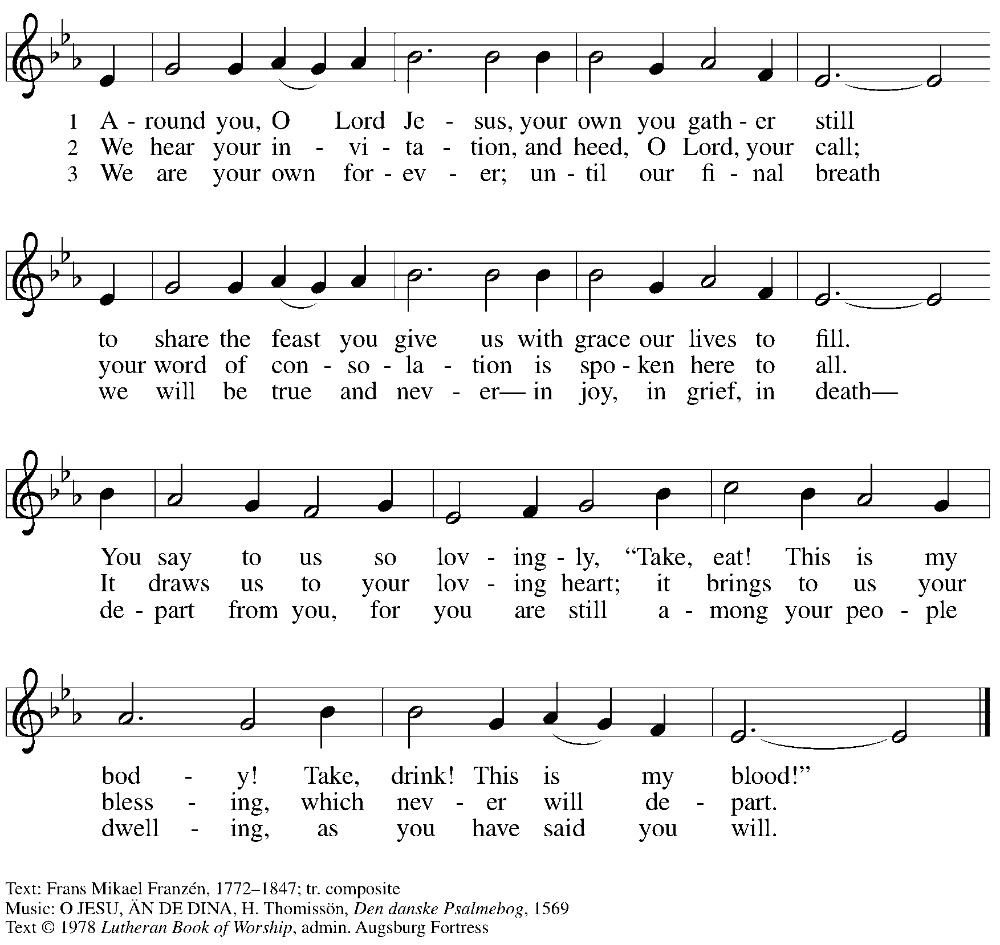 1 A - round you, O Lord Je - sus, your own you gath - er still
2 We hear your in - vi - ta - tion, and heed, O Lord, your call;
3 We are your own for - ev - er; un - til our fi - nal breath
to share the feast you give us with grace our lives to fill.
your word of con - so - la - tion is spo - ken here to all.
we will be true and nev - er— in joy, in grief, in death—
You say to us so lov - ing - ly, “Take, eat! This is my
It draws us to your lov - ing heart; it brings to us your
de - part from you, for you are still a - mong your peo - ple
bod - y! Take, drink! This is my blood!”
bless - ing, which nev - er will de - part.
dwell - ing, as you have said you will.
Text: Frans Mikael Franzén, 1772–1847; tr. composite
Music: O JESU, ÄN DE DINA, H. Thomissön, Den danske Psalmebog, 1569
Text © 1978 Lutheran Book of Worship, admin. Augsburg Fortress